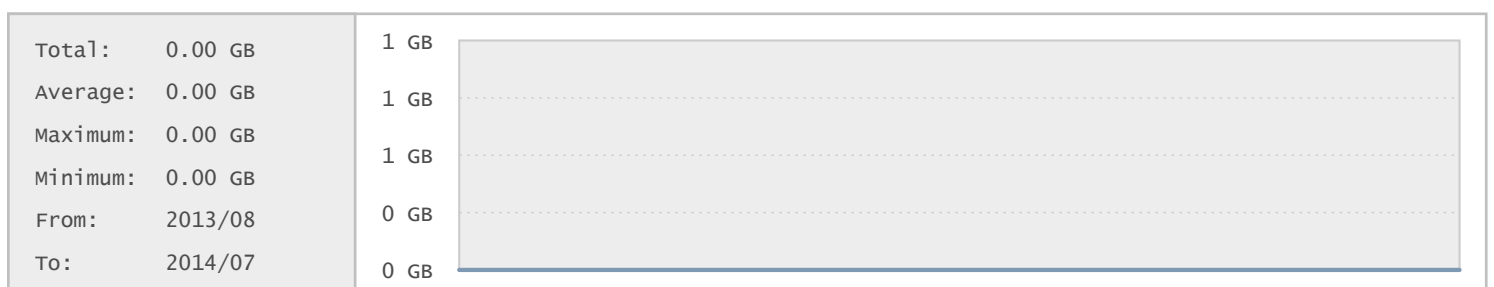 Total: 0.00 GB
Average: 0.00 GB
Maximum: 0.00 GB
Minimum: 0.00 GB
From: 2013/08
To: 2014/07
1 GB
1 GB
1 GB
0 GB
0 GB